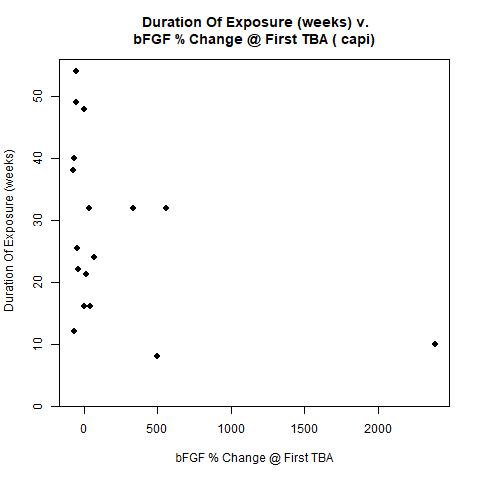 Duration Of Exposure (weeks) v.
bFGF % Change @ First TBA ( capi)
Duration Of Exposure (weeks)
50
40
30
20
10
0
0 500 1000 1500 2000
bFGF % Change @ First TBA